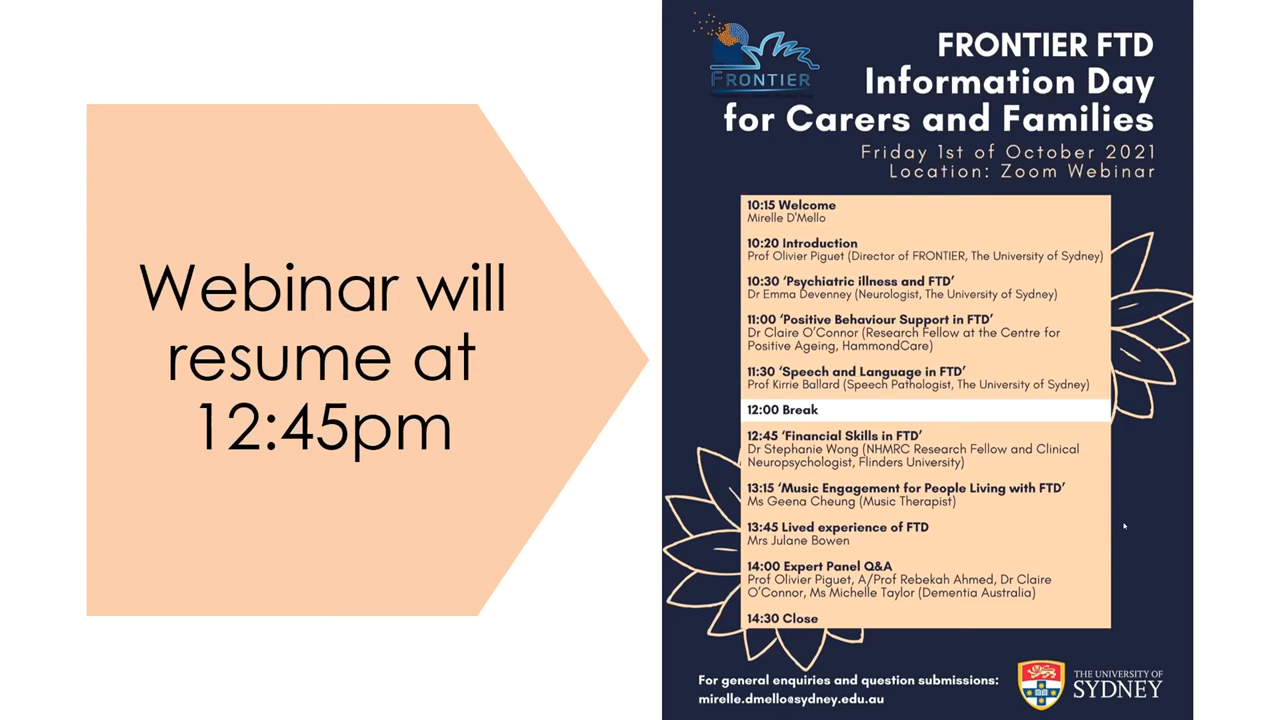 Webinar will
resume at
12:45pm
FRONTIER
FRONTIER FTD
Information Day
for Carers and Families
Friday 1st of October 2021
Location: Zoom Webinar
10:15 Welcome
Mirelle D'Mello
10:20 Introduction
Prof Olivier Piguet (Director of FRONTIER, The University of Sydney)
10:30 ‘Psychiatric illness and FTD’
Dr Emma Devenney (Neurologist, The University of Sydney)
11:00 ‘Positive Behaviour Support in FTD’
Dr Claire O’Connor (Research Fellow at the Centre for
Positive Ageing, HammondCare)
11:30 ‘Speech and Language in FTD’
Prof Kirrie Ballard (Speech Pathologist, The University of Sydney)
12:00 Break
12:45 ‘Financial Skills in FTD’
Dr Stephanie Wong (NHMRC Research Fellow and Clinical
Neuropsychologist, Flinders University)
13:15 ‘Music Engagement for People Living with FTD’
Ms Geena Cheung (Music Therapist)
13:45 Lived experience of FTD
Mrs Julane Bowen
14:00 Expert Panel Q&A
Prof Olivier Piguet, A/Prof Rebekah Ahmed, Dr Claire
O’Connor, Ms Michelle Taylor (Dementia Australia)
14:30 Close
For general enquiries and question submissions:
mirelle.dmello@sydney.edu.au
THE UNIVERSITY OF
SYDNEY